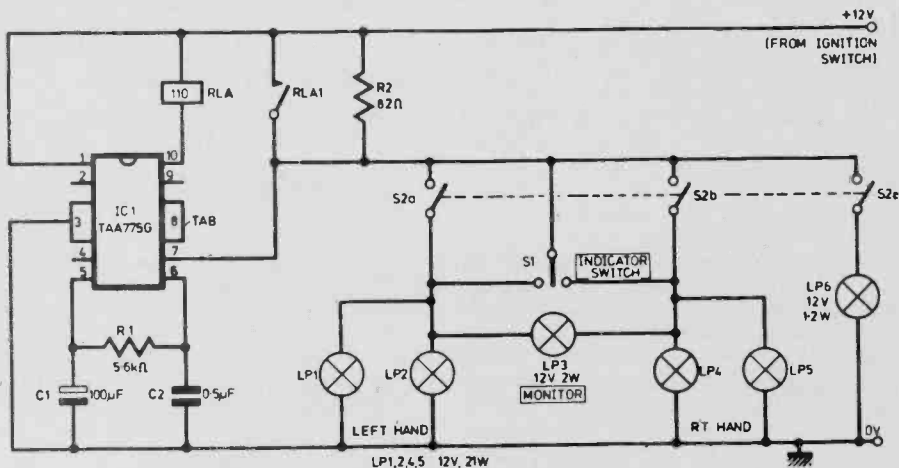 +12V
(FROM IGNITION
SWITCH)
110 RLA
RLA1
R2
82Ω
1
10
2
9
IC1
TAA775G
3
8
TAB
4
7
5
6
S2a
S2b
S2c
S1
INDICATOR
SWITCH
LP6
12V
1·2W
R1
5·6kΩ
LP1
LP2
LP3
12V 2W
MONITOR
LP4
LP5
C1
100µF
C2
0·5µF
LEFT HAND
RT HAND
0V
LP1,2,4,5 12V, 21W